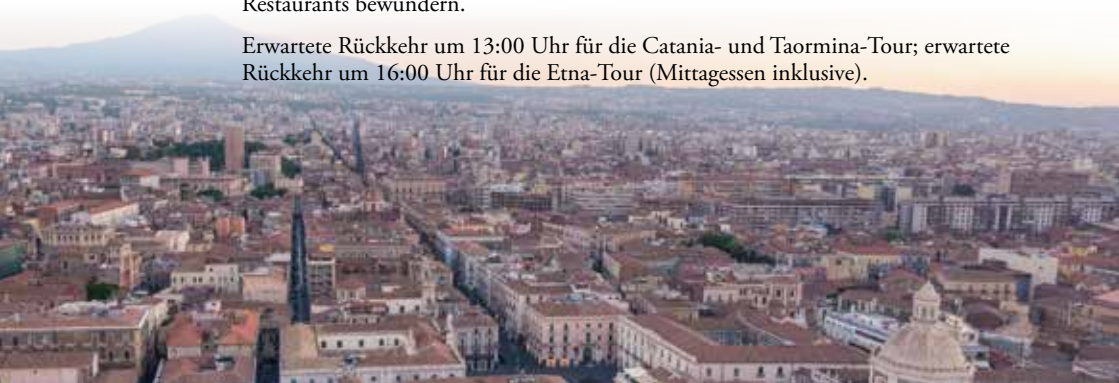 Restaurants bewundern.
Erwartete Rückkehr um 13:00 Uhr für die Catania- und Taormina-Tour; erwartete
Rückkehr um 16:00 Uhr für die Etna-Tour (Mittagessen inklusive).